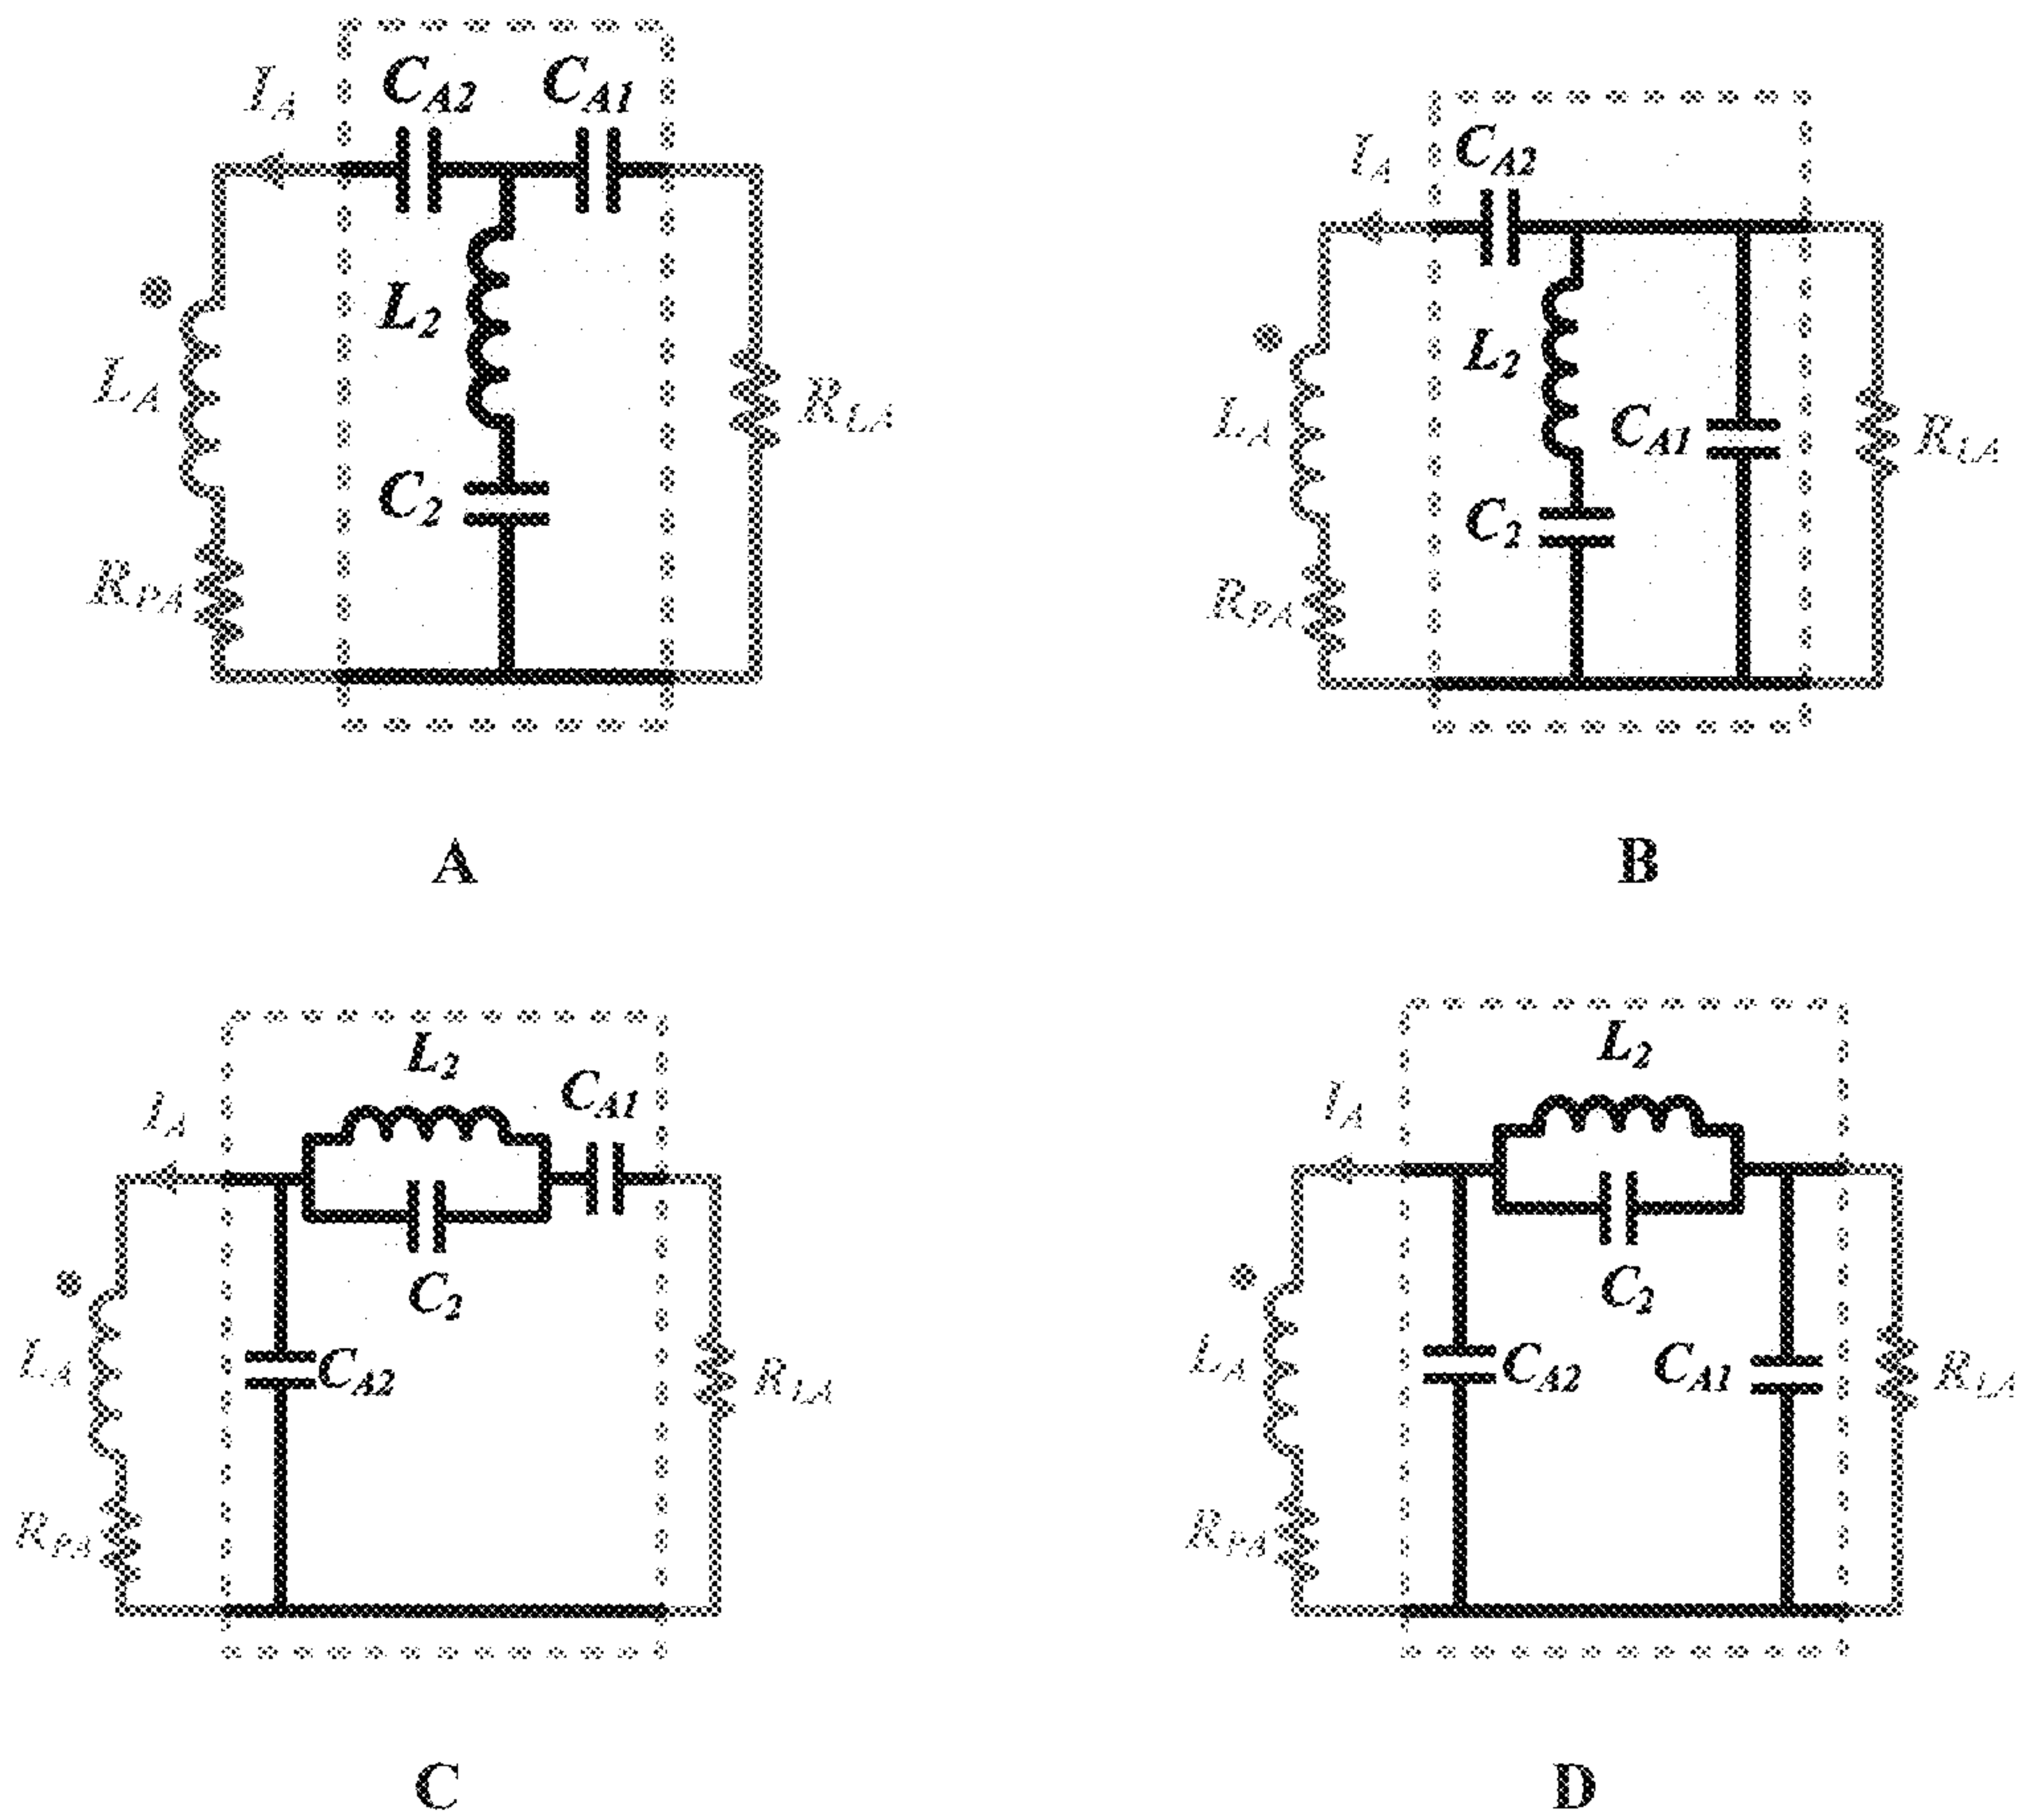 I_A C_A2 C_A1
L_2
L_A R_LA
C_2
R_PA
A
I_A C_A2
L_2
L_A C_A1 R_LA
C_2
R_PA
B
L_2
I_A C_A1
C_2
L_A C_A2 R_LA
R_PA
C
L_2
I_A
C_2
L_A C_A2 C_A1 R_LA
R_PA
D